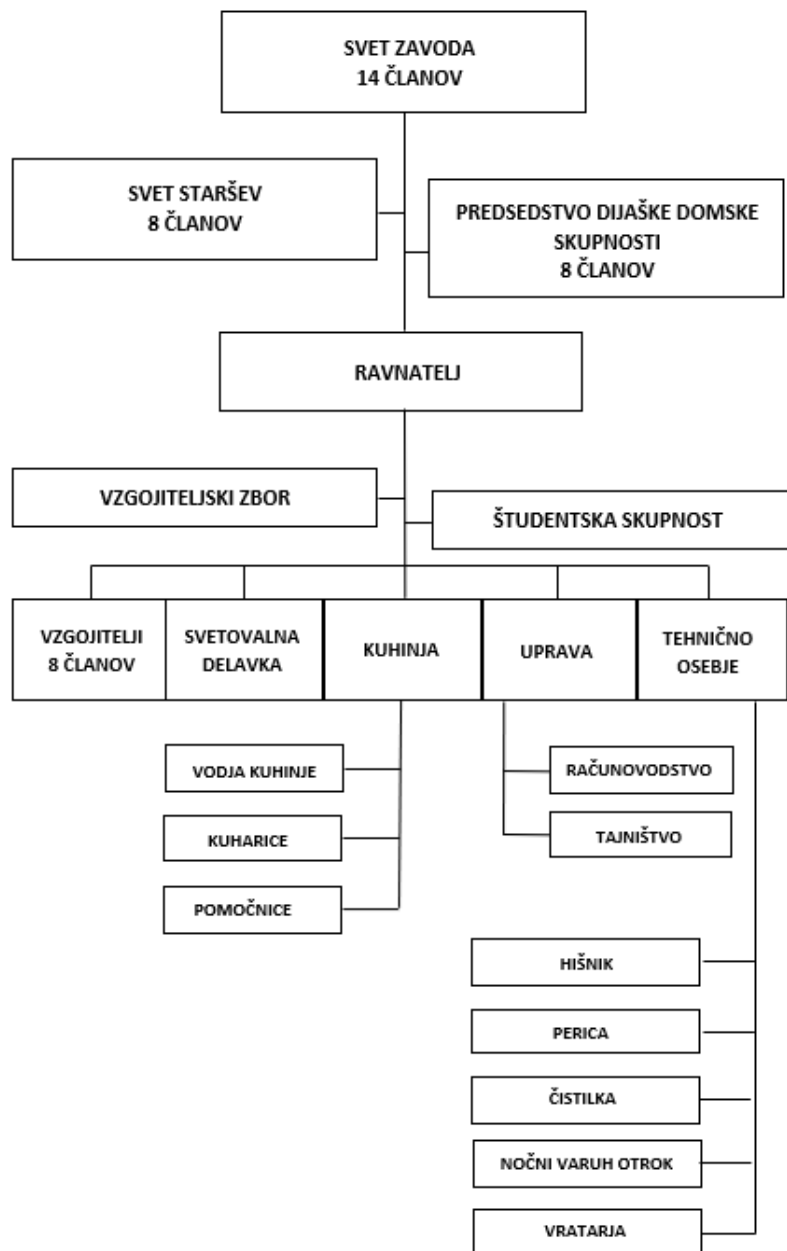 SVET ZAVODA
14 ČLANOV
SVET STARŠEV
8 ČLANOV
PREDSEDSTVO DIJAŠKE DOMSKE
SKUPNOSTI
8 ČLANOV
RAVNATELJ
VZGOJITELJSKI ZBOR
ŠTUDENTSKA SKUPNOST
VZGOJITELJI
8 ČLANOV
SVETOVALNA
DELAVKA
KUHINJA
UPRAVA
TEHNIČNO
OSEBJE
VODJA KUHINJE
KUHARICE
POMOČNICE
RAČUNOVODSTVO
TAJNIŠTVO
HIŠNIK
PERICA
ČISTILKA
NOČNI VARUH OTROK
VRATARJA